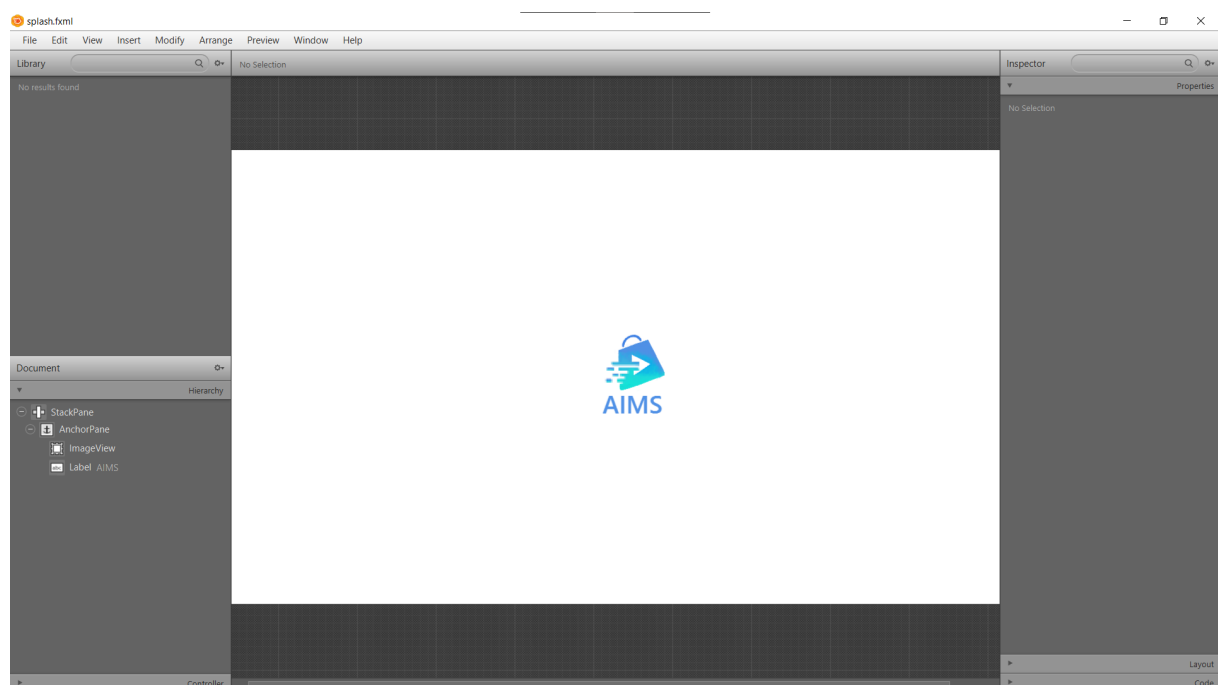 splash.fxml
File Edit View Insert Modify Arrange Preview Window Help
Library
No results found
No Selection
Inspector
Properties
No Selection
AIMS
Document
Hierarchy
StackPane
AnchorPane
ImageView
abc Label AIMS
Controller
Layout
Code